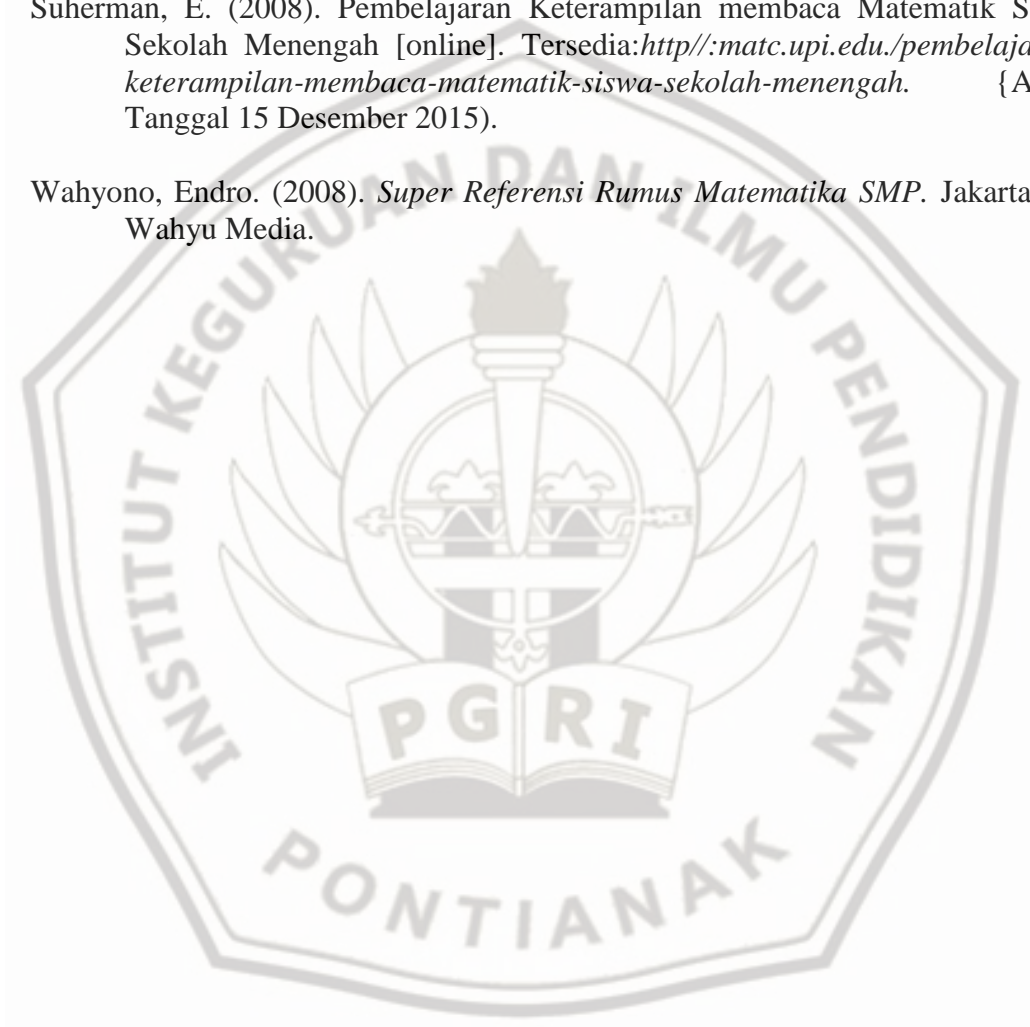 Suherman, E. (2008). Pembelajaran Keterampilan membaca Matematik S
Sekolah Menengah [online]. Tersedia:http//:matc.upi.edu./pembelaja
keterampilan-membaca-matematik-siswa-sekolah-menengah. {A
Tanggal 15 Desember 2015).
Wahyono, Endro. (2008). Super Referensi Rumus Matematika SMP. Jakarta
Wahyu Media.
INSTITUT KEGURUAN DAN ILMU PENDIDIKAN
PGRI
PONTIANAK